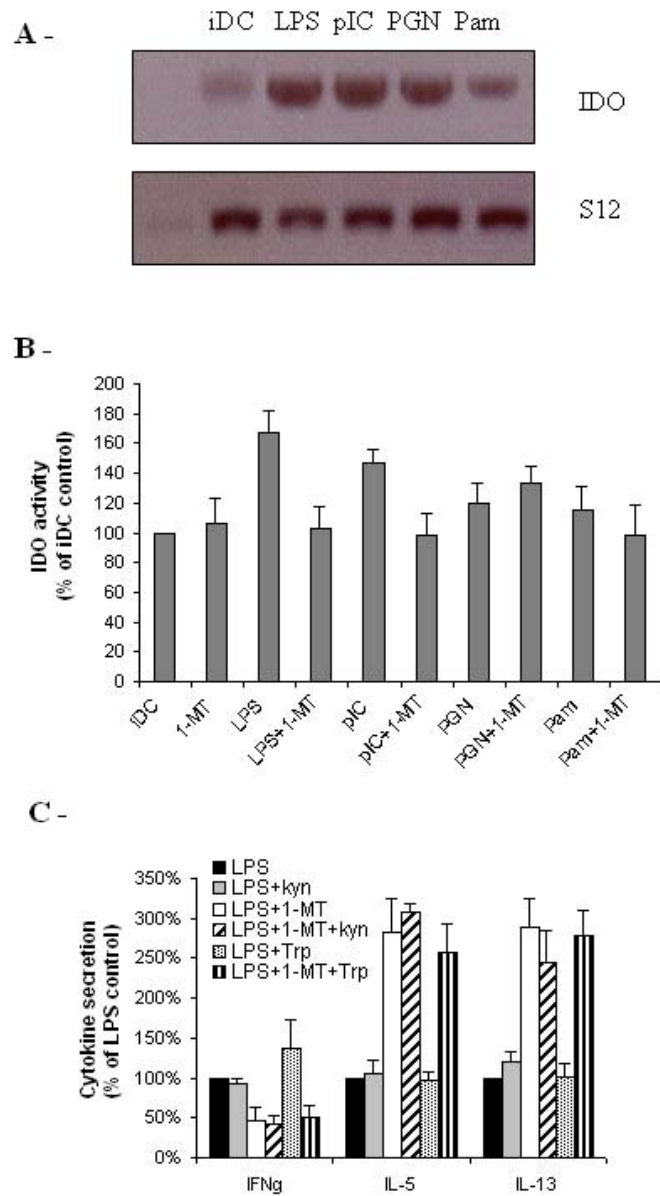 A - iDC LPS pIC PGN Pam
IDO
S12
B -
IDO activity
(% of iDC control)
200
180
160
140
120
100
80
60
40
20
0
iDC
1-MT
LPS
LPS+1-MT
pIC
pIC+1-MT
PGN
PGN+1-MT
Pam
Pam+1-MT
C -
Cytokine secretion
(% of LPS control)
350%
300%
250%
200%
150%
100%
50%
0%
LPS
LPS+kyn
LPS+1-MT
LPS+1-MT+kyn
LPS+Trp
LPS+1-MT+Trp
IFNg
IL-5
IL-13